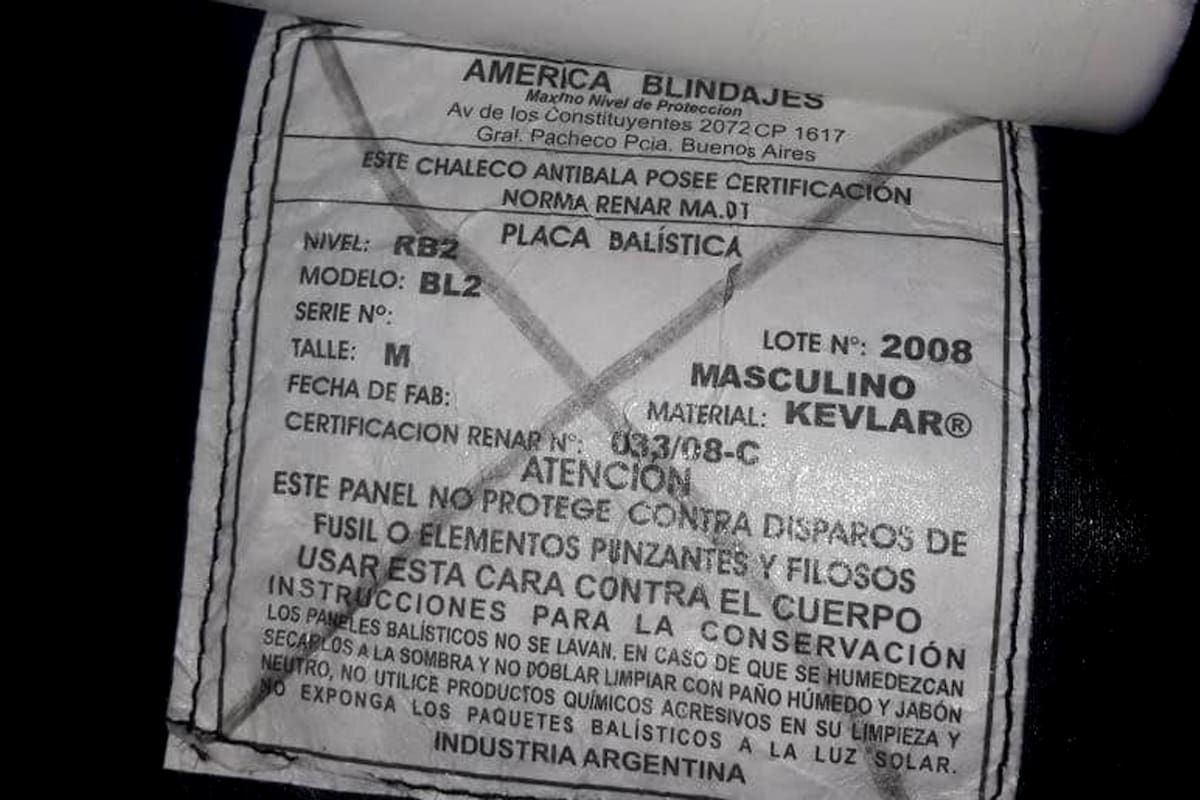 AMERICA BLINDAJES
Maximo Nivel de Protección
Av de los Constituyentes 2072 CP 1617
Gral. Pacheco Pcia. Buenos Aires
ESTE CHALECO ANTIBALA POSEE CERTIFICACIÓN
NORMA RENAR MA.01
PLACA BALÍSTICA
NIVEL: RB2
MODELO: BL2
SERIE Nº:
LOTE Nº: 2008
TALLE: M
MASCULINO
FECHA DE FAB:
MATERIAL: KEVLAR®
CERTIFICACION RENAR Nº: 033/08-C
ATENCIÓN
ESTE PANEL NO PROTEGE CONTRA DISPAROS DE
FUSIL O ELEMENTOS PUNZANTES Y FILOSOS
USAR ESTA CARA CONTRA EL CUERPO
INSTRUCCIONES PARA LA CONSERVACIÓN
LOS PANELES BALÍSTICOS NO SE LAVAN. EN CASO DE QUE SE HUMEDEZCAN
SECARLOS A LA SOMBRA Y NO DOBLAR LIMPIAR CON PAÑO HÚMEDO Y JABÓN
NEUTRO, NO UTILICE PRODUCTOS QUÍMICOS AGRESIVOS EN SU LIMPIEZA Y
NO EXPONGA LOS PAQUETES BALÍSTICOS A LA LUZ SOLAR.
INDUSTRIA ARGENTINA